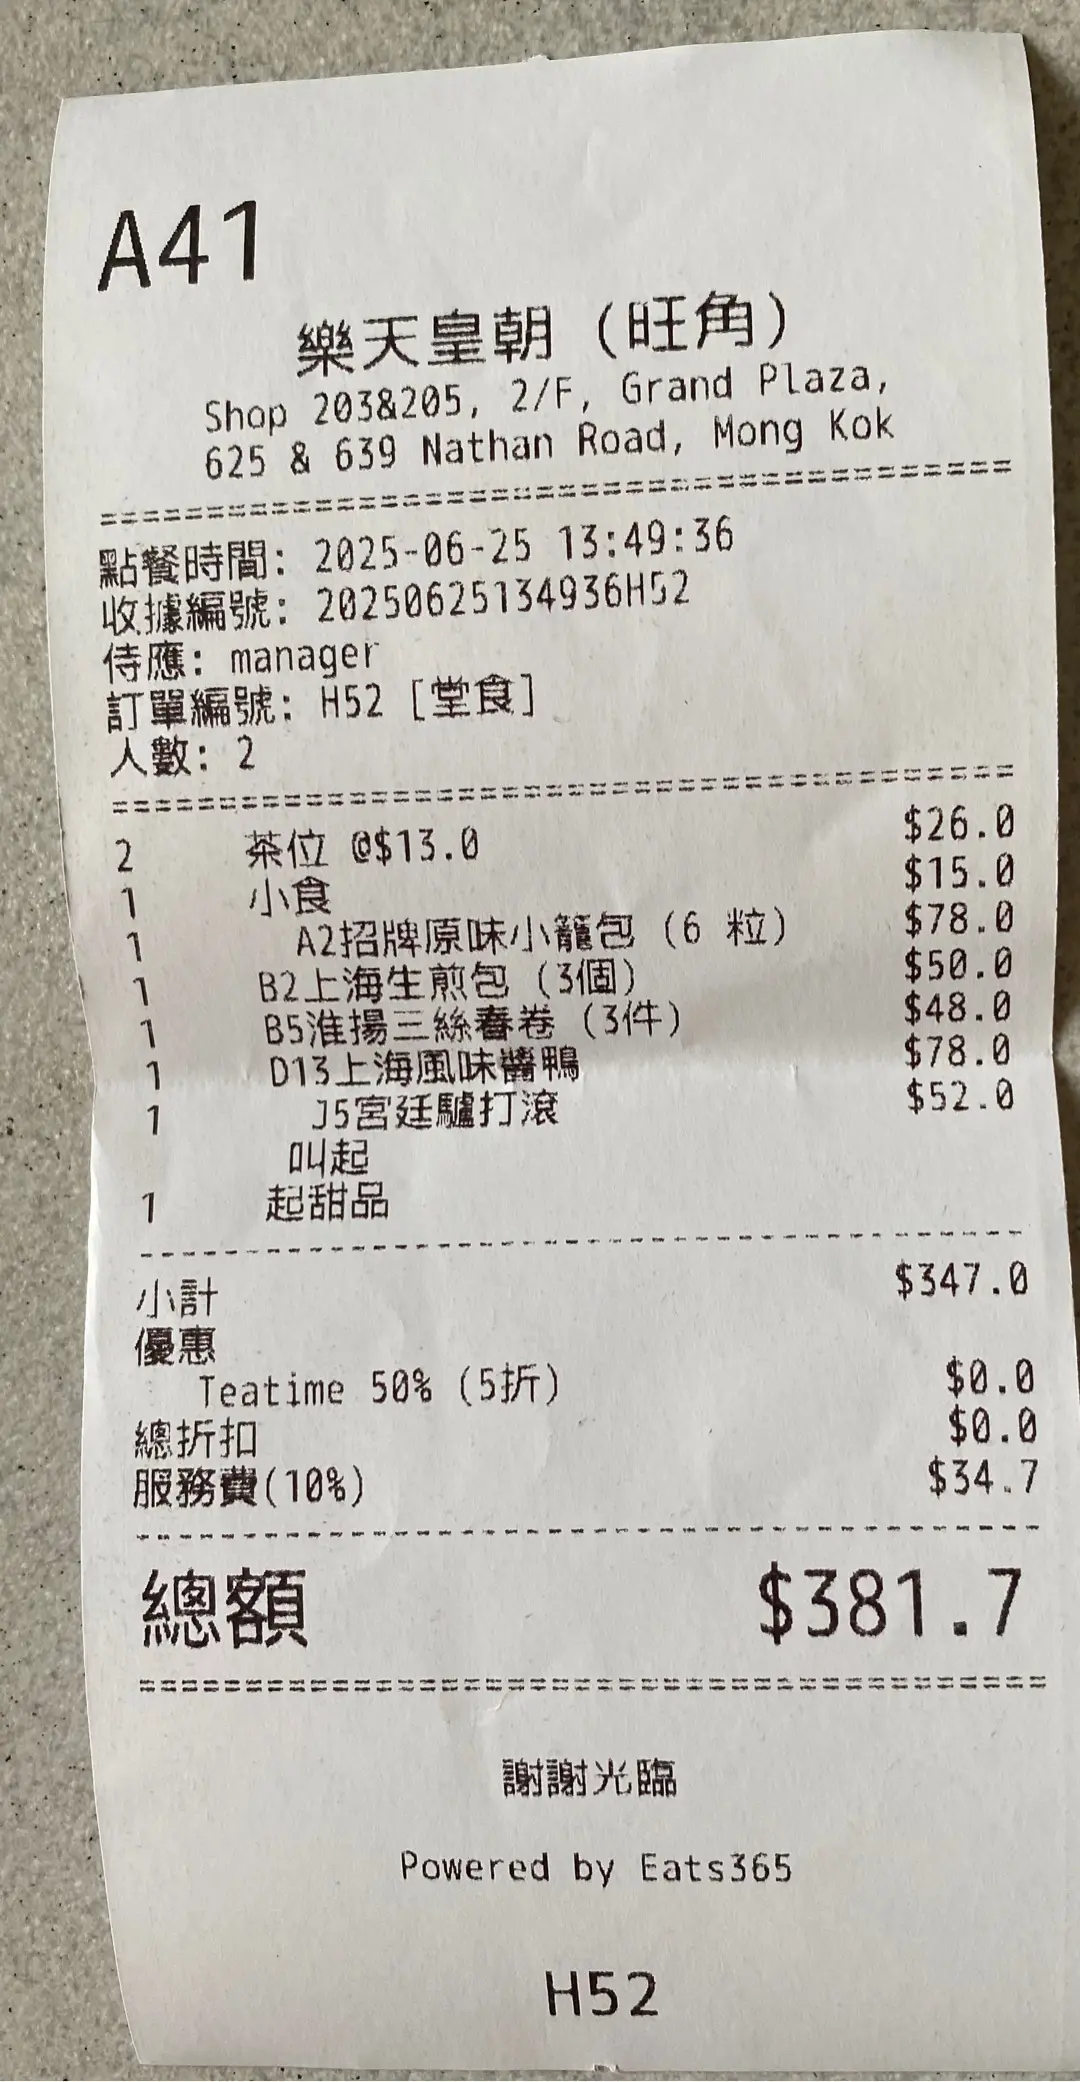 A41
樂天皇朝 (旺角)
Shop 203&205, 2/F, Grand Plaza,
625 & 639 Nathan Road, Mong Kok
點餐時間: 2025-06-25 13:49:36
收據編號: 20250625134936H52
侍應: manager
訂單編號: H52 [堂食]
人數: 2
2 茶位 @$13.0 $26.0
1 小食 $15.0
1 A2招牌原味小籠包 (6 粒) $78.0
1 B2上海生煎包 (3個) $50.0
1 B5淮揚三絲春卷 (3件) $48.0
1 D13上海風味醬鴨 $78.0
1 J5宮廷驢打滾 $52.0
叫起
1 起甜品
小計 $347.0
優惠
Teatime 50% (5折) $0.0
總折扣 $0.0
服務費(10%) $34.7
總額 $381.7
謝謝光臨
Powered by Eats365
H52